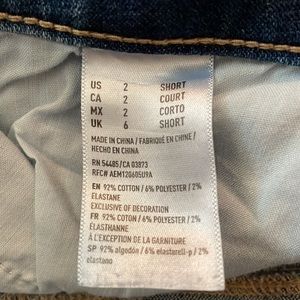 US 2 SHORT
CA 2 COURT
MX 2 CORTO
UK 6 SHORT
MADE IN CHINA / FABRIQUÉ EN CHINE /
HECHO EN CHINA
RN 54485/CA 03873
RFC# AEM120605U9A
EN 92% COTTON / 6% POLYESTER / 2%
ELASTANE
EXCLUSIVE OF DECORATION
FR 92% COTON / 6% POLYESTER / 2%
ELASTHANNE
À L'EXCEPTION DE LA GARNITURE
SP 92% algodón / 6% elasterell-p / 2%
elastano